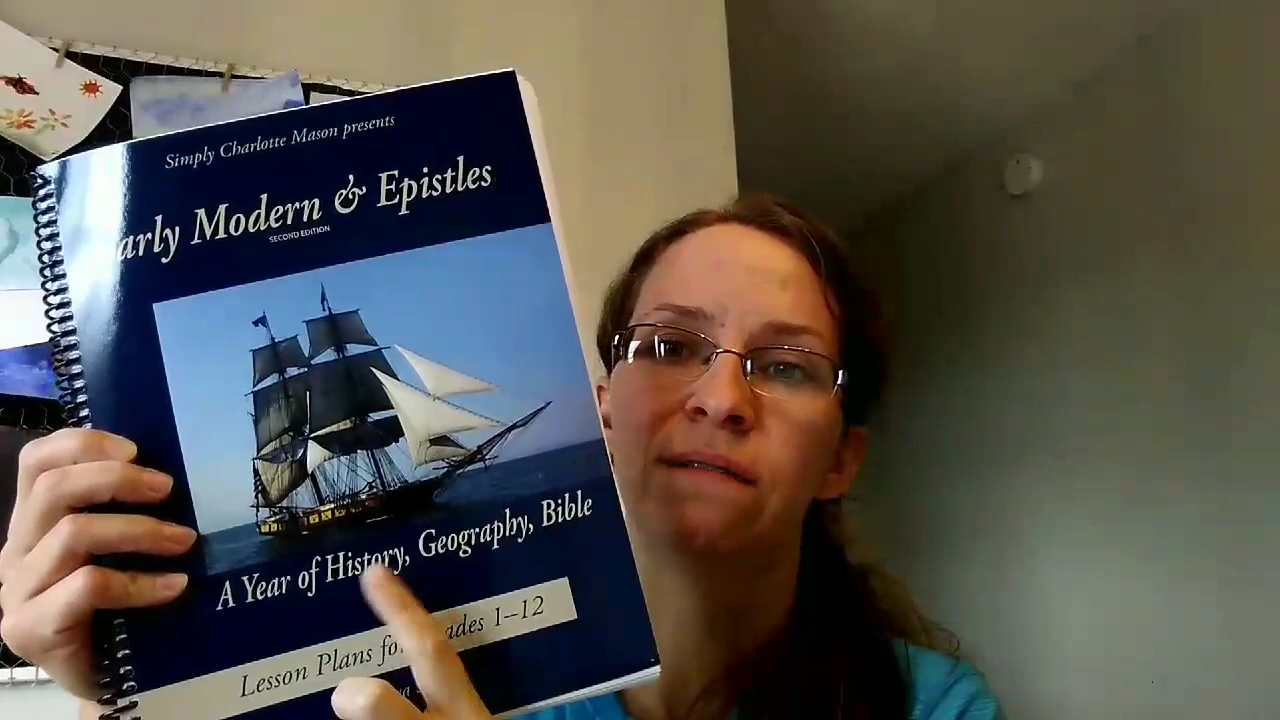 Simply Charlotte Mason presents
arly Modern & Epistles
SECOND EDITION
A Year of History, Geography, Bible
Lesson Plans fo ades 1–12